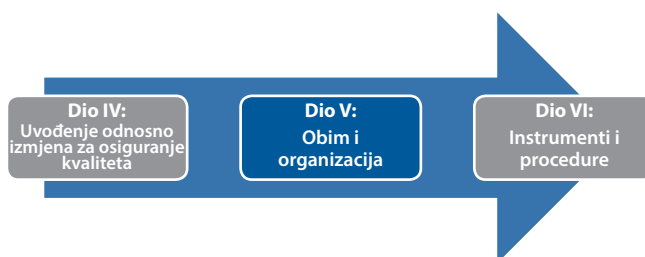 Dio IV:
Uvođenje odnosno
izmjena za osiguranje
kvaliteta
Dio V:
Obim i
organizacija
Dio VI:
Instrumenti i
procedure